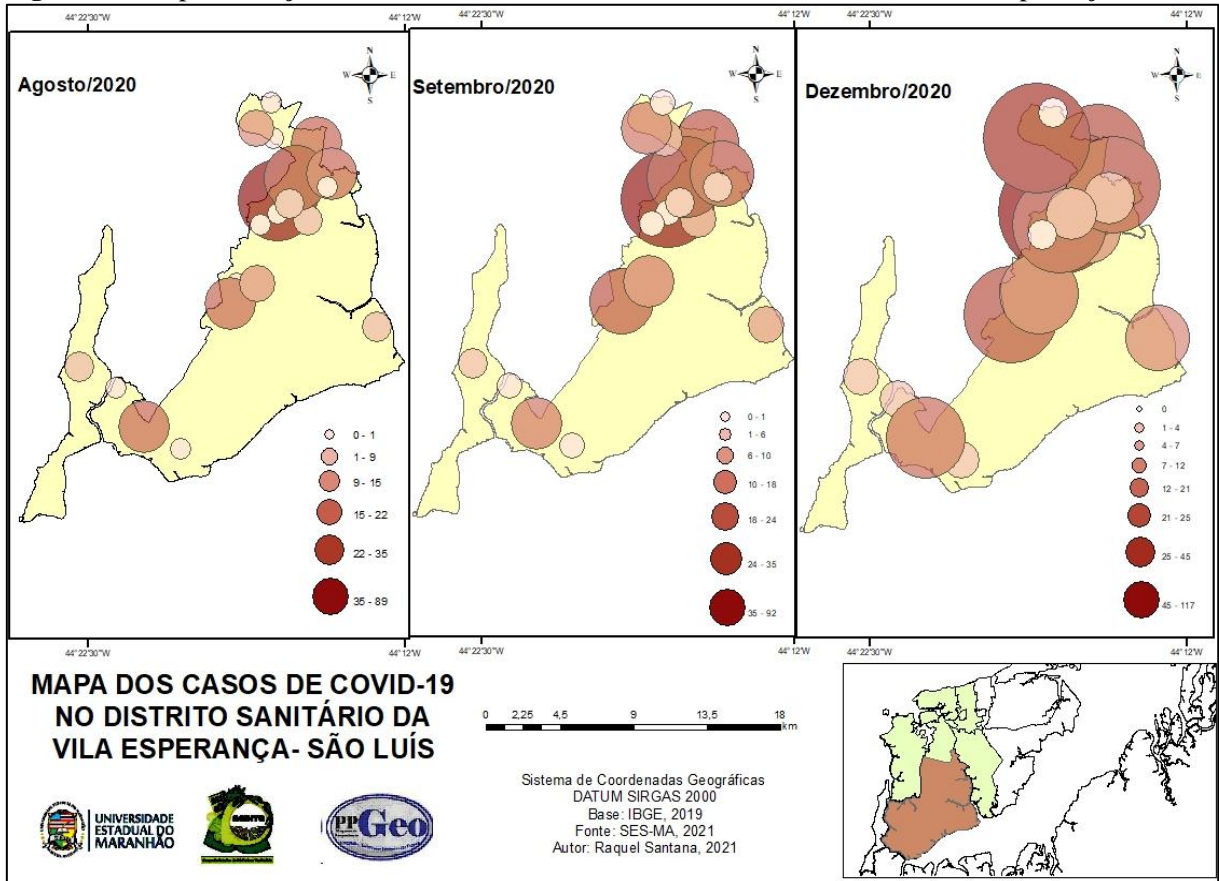 44°22'30"W
44°12'W
44°22'30"W
44°12'W
44°22'30"W
44°12'W
Agosto/2020
N
W
E
S
0 - 1
1 - 9
9 - 15
15 - 22
22 - 35
35 - 89
Setembro/2020
N
W
E
S
0 - 1
1 - 6
6 - 10
10 - 18
18 - 24
24 - 35
35 - 92
Dezembro/2020
N
W
E
S
0
1 - 4
4 - 7
7 - 12
12 - 21
21 - 25
25 - 45
45 - 117
44°22'30"W
44°12'W
44°22'30"W
44°12'W
44°22'30"W
44°12'W
MAPA DOS CASOS DE COVID-19
NO DISTRITO SANITÁRIO DA
VILA ESPERANÇA- SÃO LUÍS
UNIVERSIDADE
ESTADUAL DO
MARANHÃO
PPGeo
0 2,25 4,5 9 13,5 18
km
Sistema de Coordenadas Geográficas
DATUM SIRGAS 2000
Base: IBGE, 2019
Fonte: SES-MA, 2021
Autor: Raquel Santana, 2021